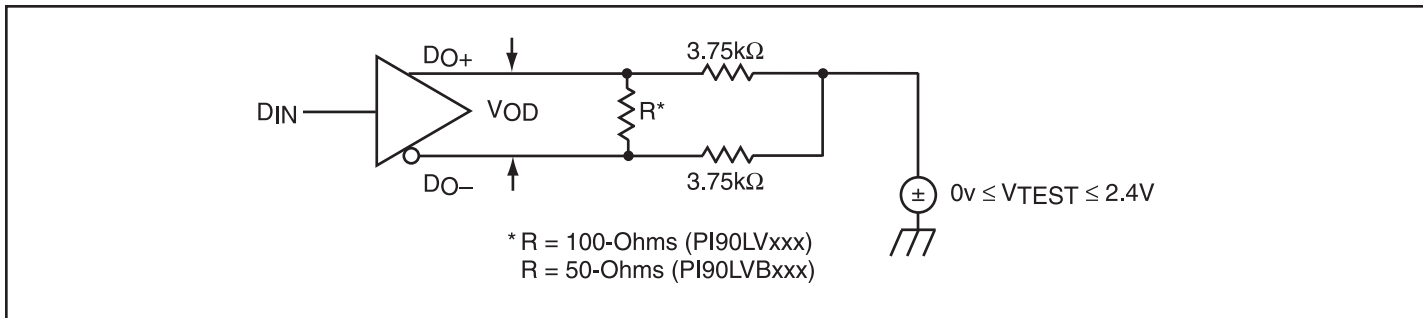 DO+
3.75kΩ
DIN
VOD
R*
DO–
3.75kΩ
±
0v ≤ VTEST ≤ 2.4V
* R = 100-Ohms (PI90LVxxx)
R = 50-Ohms (PI90LVBxxx)